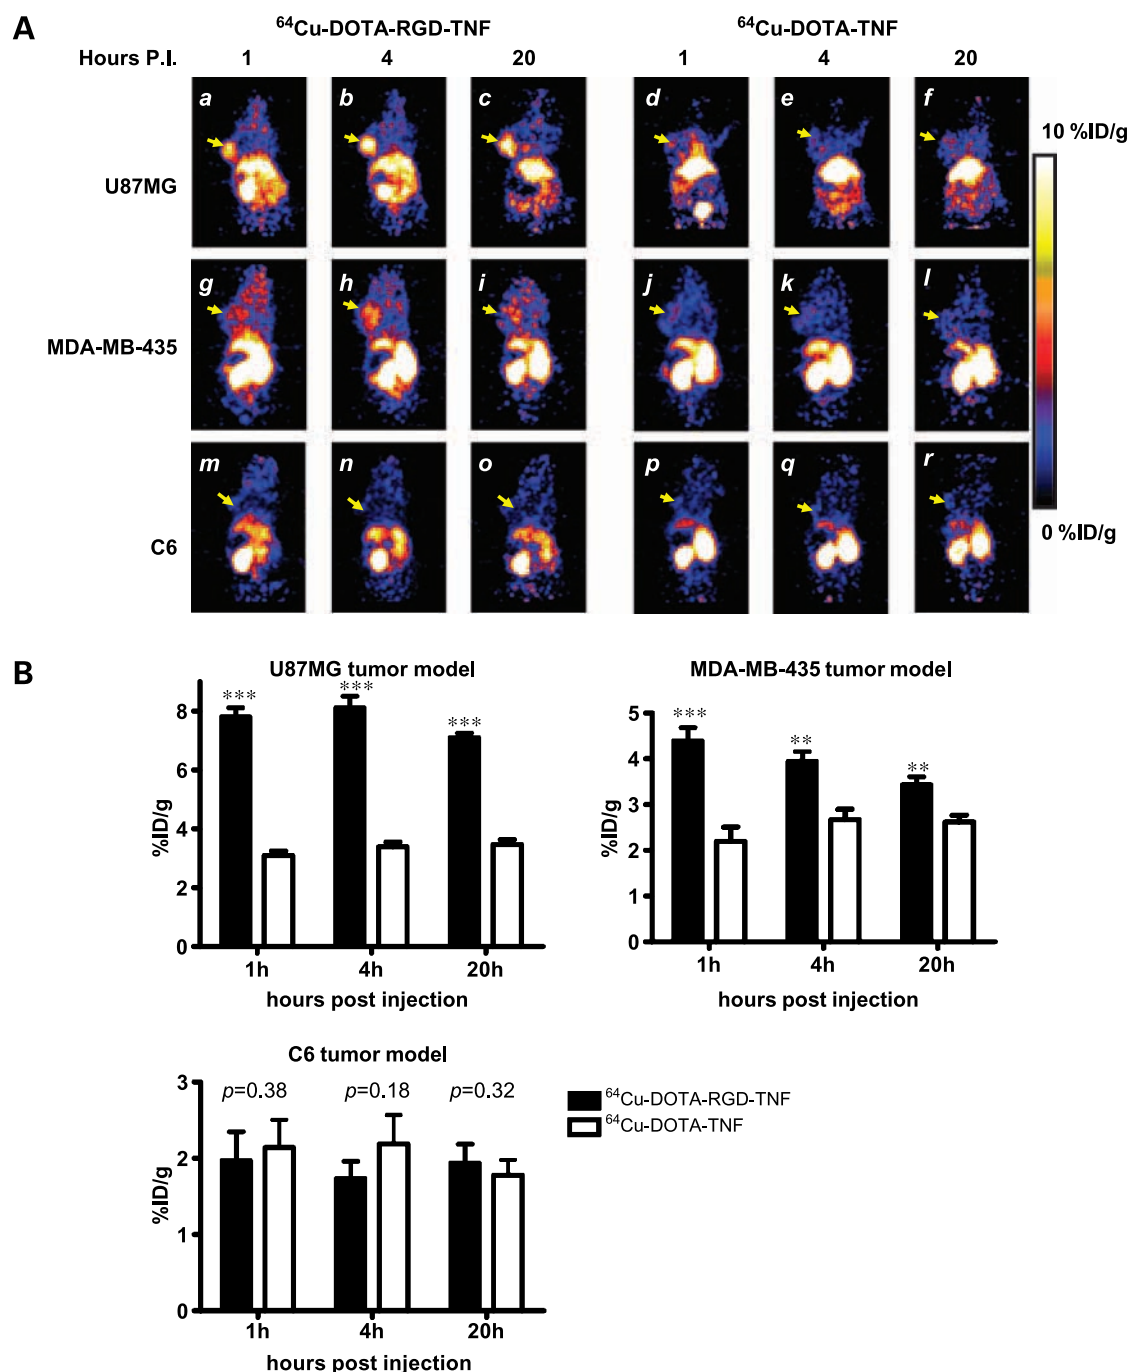 A
⁶⁴Cu-DOTA-RGD-TNF ⁶⁴Cu-DOTA-TNF
Hours P.I. 1 4 20 1 4 20
a b c d e f
10 %ID/g
U87MG
g h i j k l
MDA-MB-435
m n o p q r
0 %ID/g
C6
B
U87MG tumor model
*** *** ***
8
6
4
2
0
%ID/g
1h 4h 20h
hours post injection
MDA-MB-435 tumor model
*** ** **
5
4
3
2
1
0
%ID/g
1h 4h 20h
hours post injection
C6 tumor model
p=0.38 p=0.18 p=0.32
3
2
1
0
%ID/g
1h 4h 20h
hours post injection
⁶⁴Cu-DOTA-RGD-TNF
⁶⁴Cu-DOTA-TNF